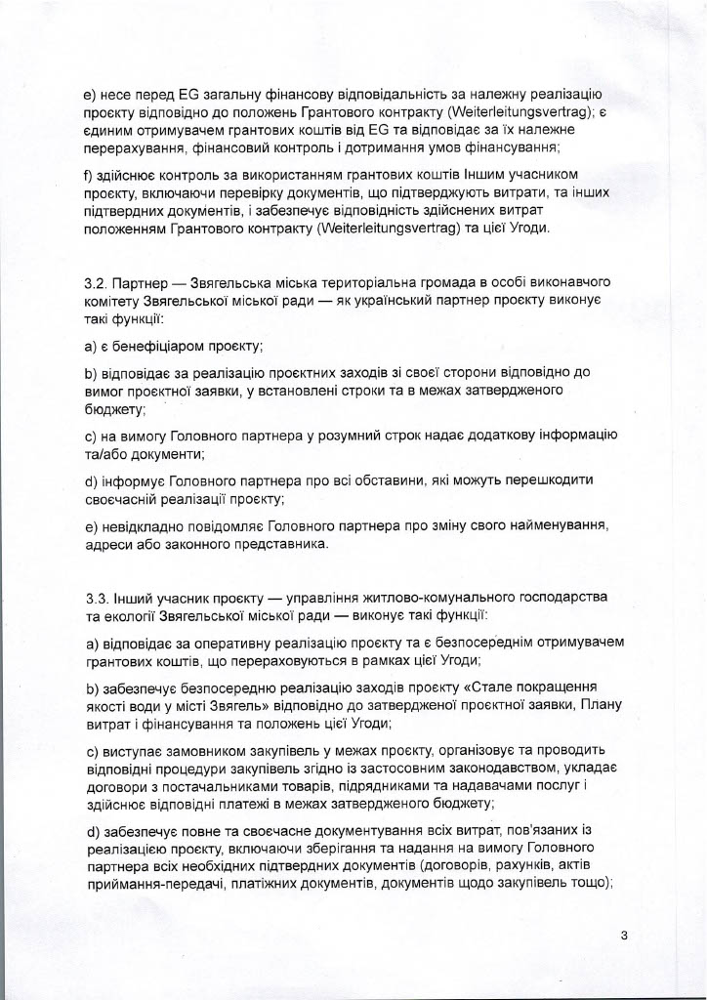 е) несе перед EG загальну фінансову відповідальність за належну реалізацію
проєкту відповідно до положень Грантового контракту (Weiterleitungsvertrag); є
єдиним отримувачем грантових коштів від EG та відповідає за їх належне
перерахування, фінансовий контроль і дотримання умов фінансування;
f) здійснює контроль за використанням грантових коштів Іншим учасником
проєкту, включаючи перевірку документів, що підтверджують витрати, та інших
підтвердних документів, і забезпечує відповідність здійснених витрат
положенням Грантового контракту (Weiterleitungsvertrag) та цієї Угоди.
3.2. Партнер — Звягельська міська територіальна громада в особі виконавчого
комітету Звягельської міської ради — як український партнер проєкту виконує
такі функції:
а) є бенефіціаром проєкту;
b) відповідає за реалізацію проєктних заходів зі своєї сторони відповідно до
вимог проєктної заявки, у встановлені строки та в межах затвердженого
бюджету;
с) на вимогу Головного партнера у розумний строк надає додаткову інформацію
та/або документи;
d) інформує Головного партнера про всі обставини, які можуть перешкодити
своєчасній реалізації проєкту;
е) невідкладно повідомляє Головного партнера про зміну свого найменування,
адреси або законного представника.
3.3. Інший учасник проєкту — управління житлово-комунального господарства
та екології Звягельської міської ради — виконує такі функції:
а) відповідає за оперативну реалізацію проєкту та є безпосереднім отримувачем
грантових коштів, що перераховуються в рамках цієї Угоди;
b) забезпечує безпосередню реалізацію заходів проєкту «Стале покращення
якості води у місті Звягель» відповідно до затвердженої проєктної заявки, Плану
витрат і фінансування та положень цієї Угоди;
с) виступає замовником закупівель у межах проєкту, організовує та проводить
відповідні процедури закупівель згідно із застосовним законодавством, укладає
договори з постачальниками товарів, підрядниками та надавачами послуг і
здійснює відповідні платежі в межах затвердженого бюджету;
d) забезпечує повне та своєчасне документування всіх витрат, пов'язаних із
реалізацією проєкту, включаючи зберігання та надання на вимогу Головного
партнера всіх необхідних підтвердних документів (договорів, рахунків, актів
приймання-передачі, платіжних документів, документів щодо закупівель тощо);
3